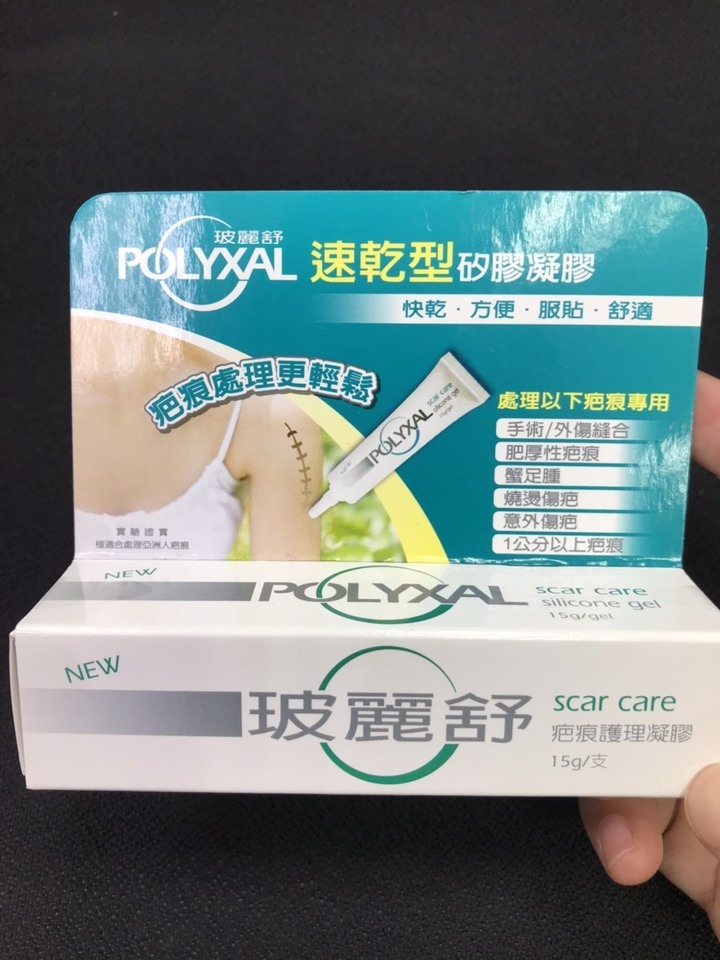 玻麗舒
POLYXAL 速乾型矽膠凝膠
快乾・方便・服貼・舒適
疤痕處理更輕鬆
POLYXAL
處理以下疤痕專用
手術/外傷縫合
肥厚性疤痕
蟹足腫
燒燙傷疤
意外傷疤
1公分以上疤痕
實驗證實
極適合處理亞洲人疤痕
NEW
POLYXAL
scar care
silicone gel
15g/gel
NEW
玻麗舒
scar care
疤痕護理凝膠
15g/支